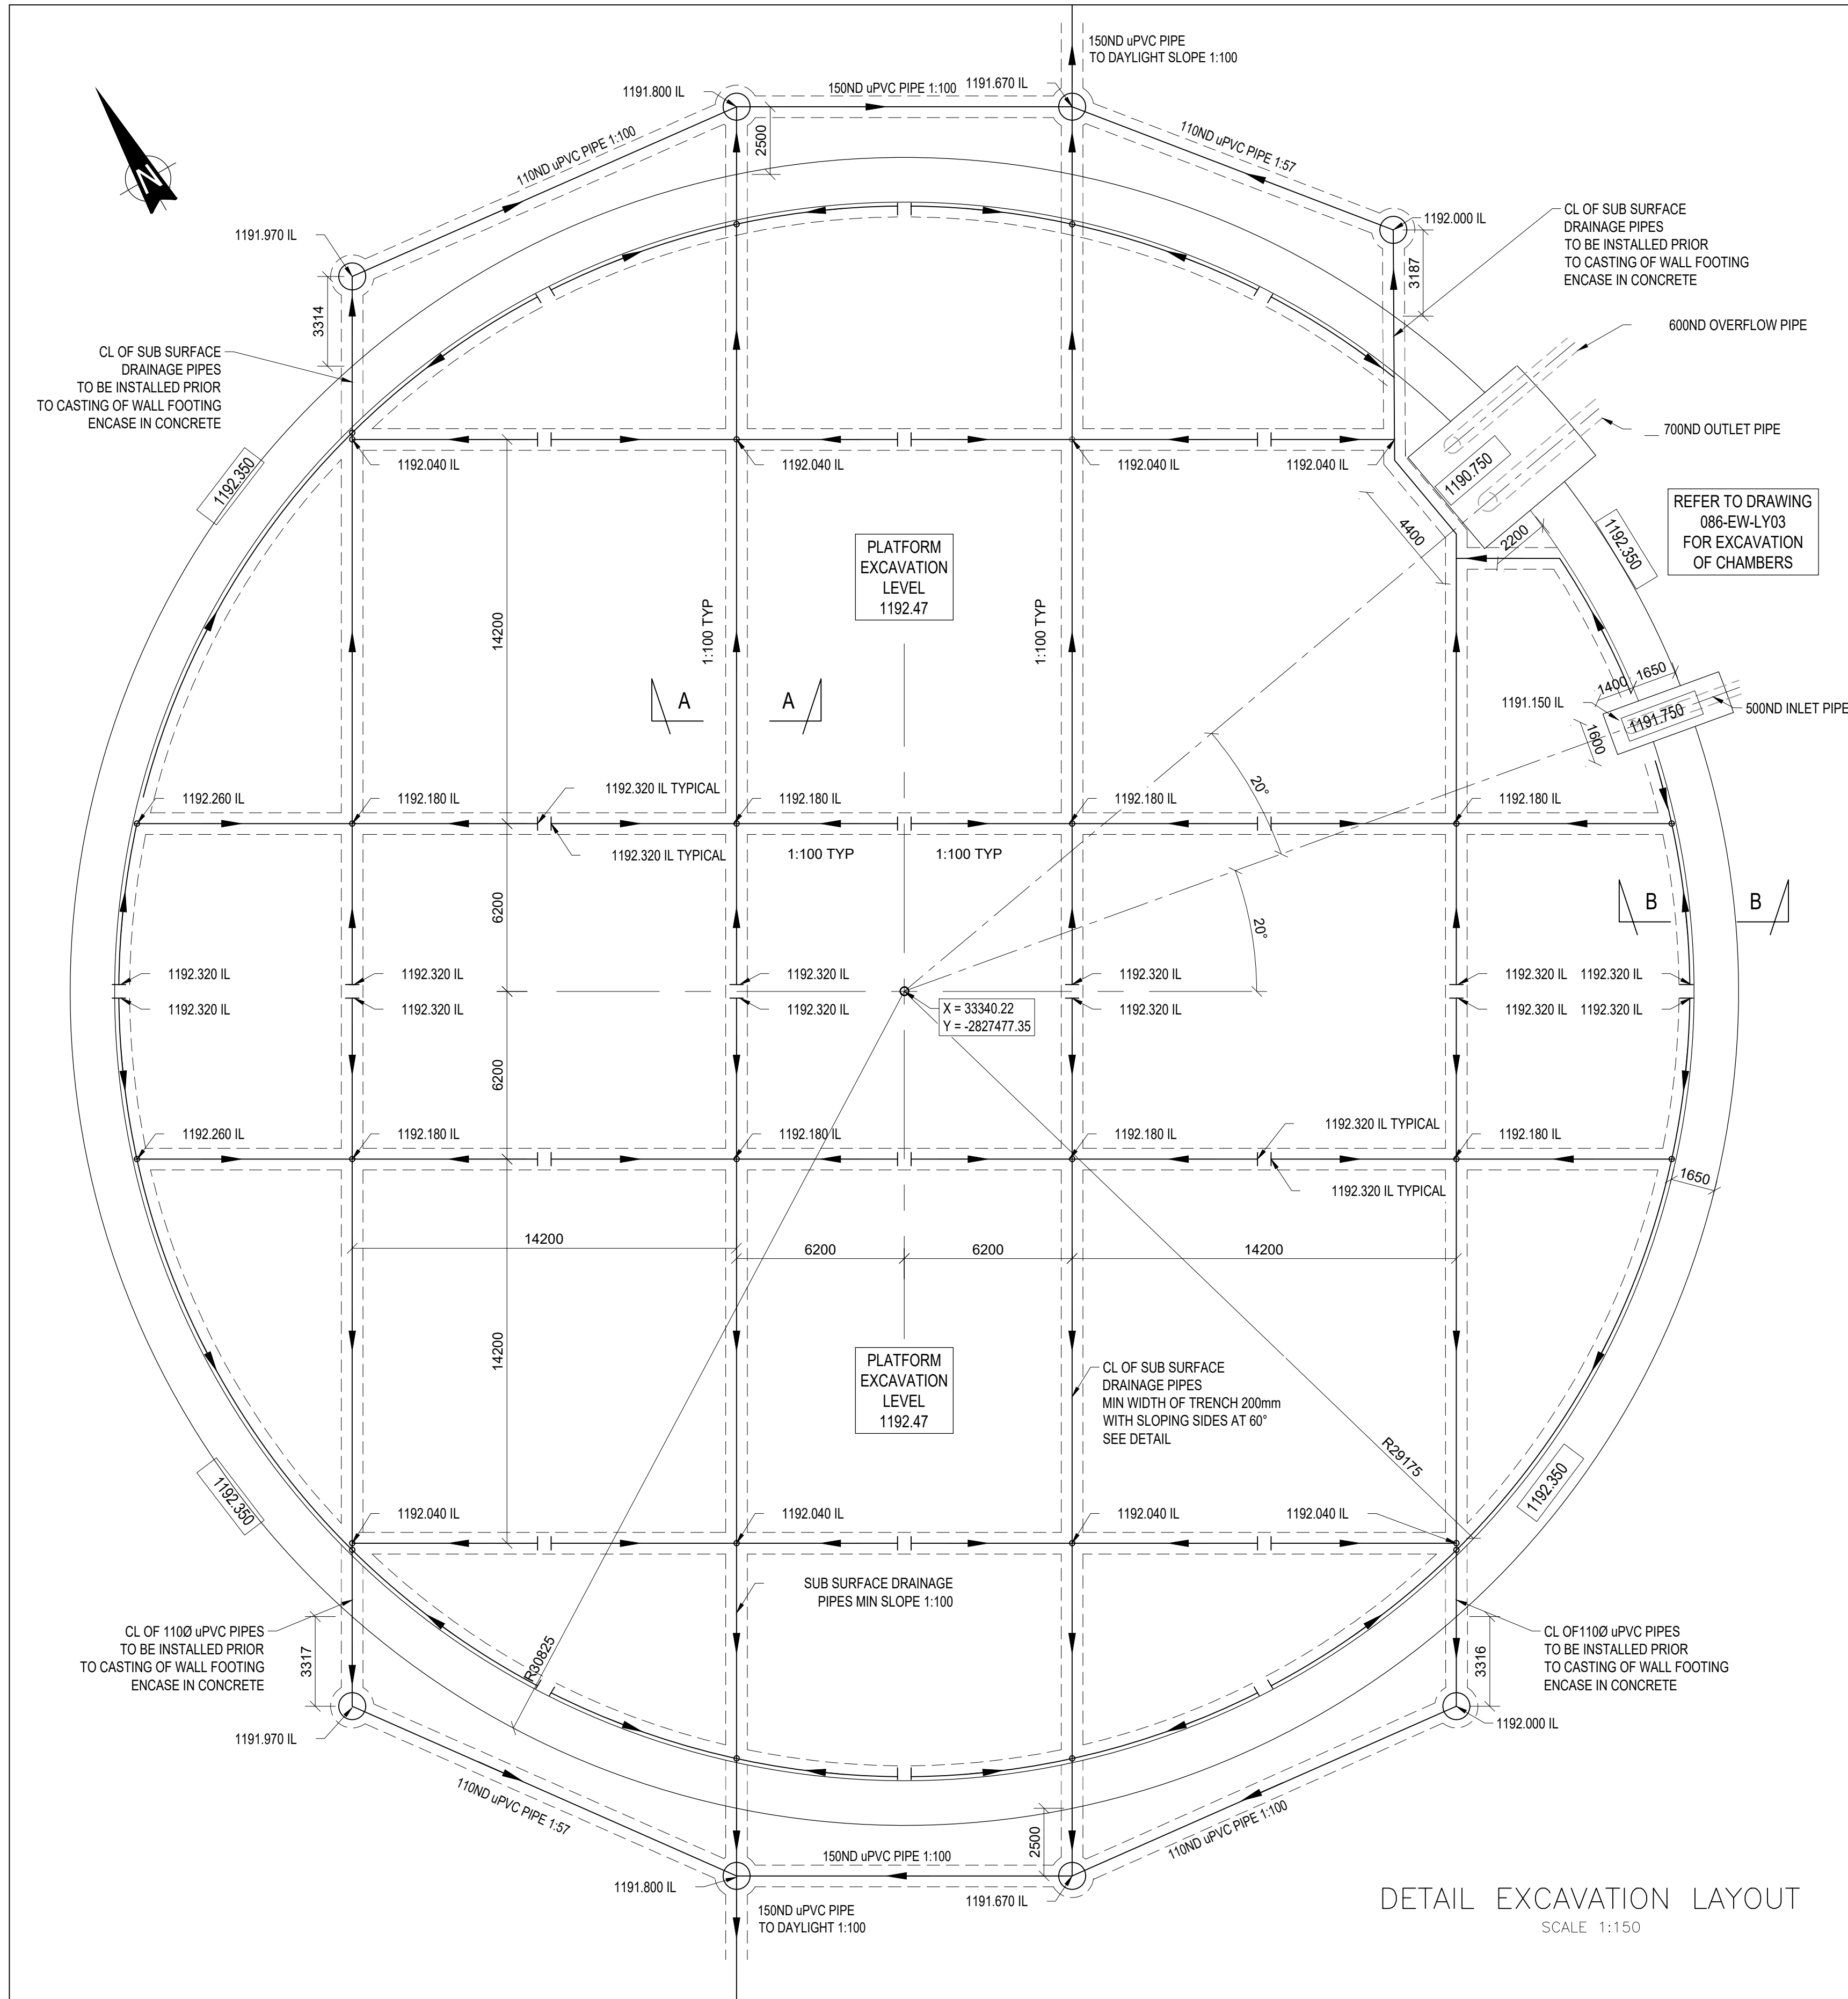 150ND uPVC PIPE
TO DAYLIGHT SLOPE 1:100
1191.800 IL
150ND uPVC PIPE 1:100
1191.670 IL
2500
110ND uPVC PIPE 1:100
110ND uPVC PIPE 1:57
N
1191.970 IL
1192.000 IL
CL OF SUB SURFACE
DRAINAGE PIPES
TO BE INSTALLED PRIOR
TO CASTING OF WALL FOOTING
ENCASE IN CONCRETE
3187
3314
600ND OVERFLOW PIPE
CL OF SUB SURFACE
DRAINAGE PIPES
TO BE INSTALLED PRIOR
TO CASTING OF WALL FOOTING
ENCASE IN CONCRETE
700ND OUTLET PIPE
1192.350
1192.040 IL
1192.040 IL
1192.040 IL
1192.040 IL
1190.750
REFER TO DRAWING
086-EW-LY03
FOR EXCAVATION
OF CHAMBERS
4400
2200
1192.350
PLATFORM
EXCAVATION
LEVEL
1192.47
14200
1:100 TYP
1:100 TYP
A
A
1400
1650
1191.150 IL
1191.750
500ND INLET PIPE
1600
20°
1192.260 IL
1192.180 IL
1192.320 IL TYPICAL
1192.180 IL
1192.180 IL
1192.180 IL
1192.320 IL TYPICAL
1:100 TYP
1:100 TYP
6200
20°
B
B
1192.320 IL
1192.320 IL
1192.320 IL
1192.320 IL
1192.320 IL
1192.320 IL
1192.320 IL
1192.320 IL
1192.320 IL
1192.320 IL
1192.320 IL
1192.320 IL
X = 33340.22
Y = -2827477.35
6200
1192.260 IL
1192.180 IL
1192.180 IL
1192.180 IL
1192.320 IL TYPICAL
1192.180 IL
1192.320 IL TYPICAL
1650
14200
6200
6200
14200
14200
PLATFORM
EXCAVATION
LEVEL
1192.47
CL OF SUB SURFACE
DRAINAGE PIPES
MIN WIDTH OF TRENCH 200mm
WITH SLOPING SIDES AT 60°
SEE DETAIL
R29175
1192.350
1192.350
1192.040 IL
1192.040 IL
1192.040 IL
1192.040 IL
SUB SURFACE DRAINAGE
PIPES MIN SLOPE 1:100
R30825
CL OF 110Ø uPVC PIPES
TO BE INSTALLED PRIOR
TO CASTING OF WALL FOOTING
ENCASE IN CONCRETE
3317
3316
CL OF110Ø uPVC PIPES
TO BE INSTALLED PRIOR
TO CASTING OF WALL FOOTING
ENCASE IN CONCRETE
1191.970 IL
1192.000 IL
110ND uPVC PIPE 1:57
110ND uPVC PIPE 1:100
2500
150ND uPVC PIPE 1:100
1191.800 IL
1191.670 IL
150ND uPVC PIPE
TO DAYLIGHT 1:100
DETAIL EXCAVATION LAYOUT
SCALE 1:150